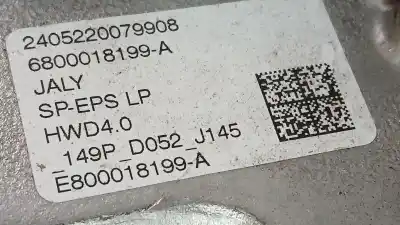 2405220079908
6800018199-A
JALY
SP-EPS LP
HWD4.0
_149P_D052_J145
E800018199-A